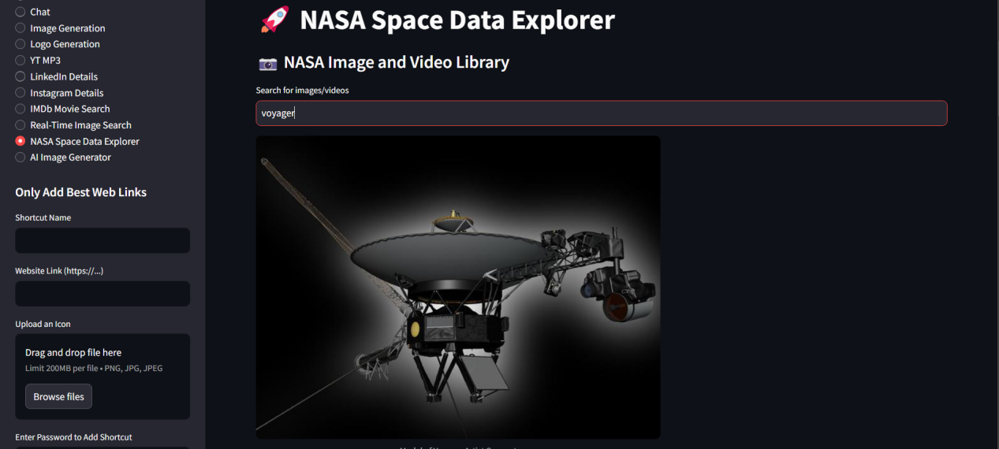 Chat
Image Generation
Logo Generation
YT MP3
LinkedIn Details
Instagram Details
IMDb Movie Search
Real-Time Image Search
NASA Space Data Explorer
AI Image Generator
Only Add Best Web Links
Shortcut Name
Website Link (https://...)
Upload an Icon
Drag and drop file here
Limit 200MB per file • PNG, JPG, JPEG
Browse files
Enter Password to Add Shortcut
🚀 NASA Space Data Explorer
📷 NASA Image and Video Library
Search for images/videos
voyager